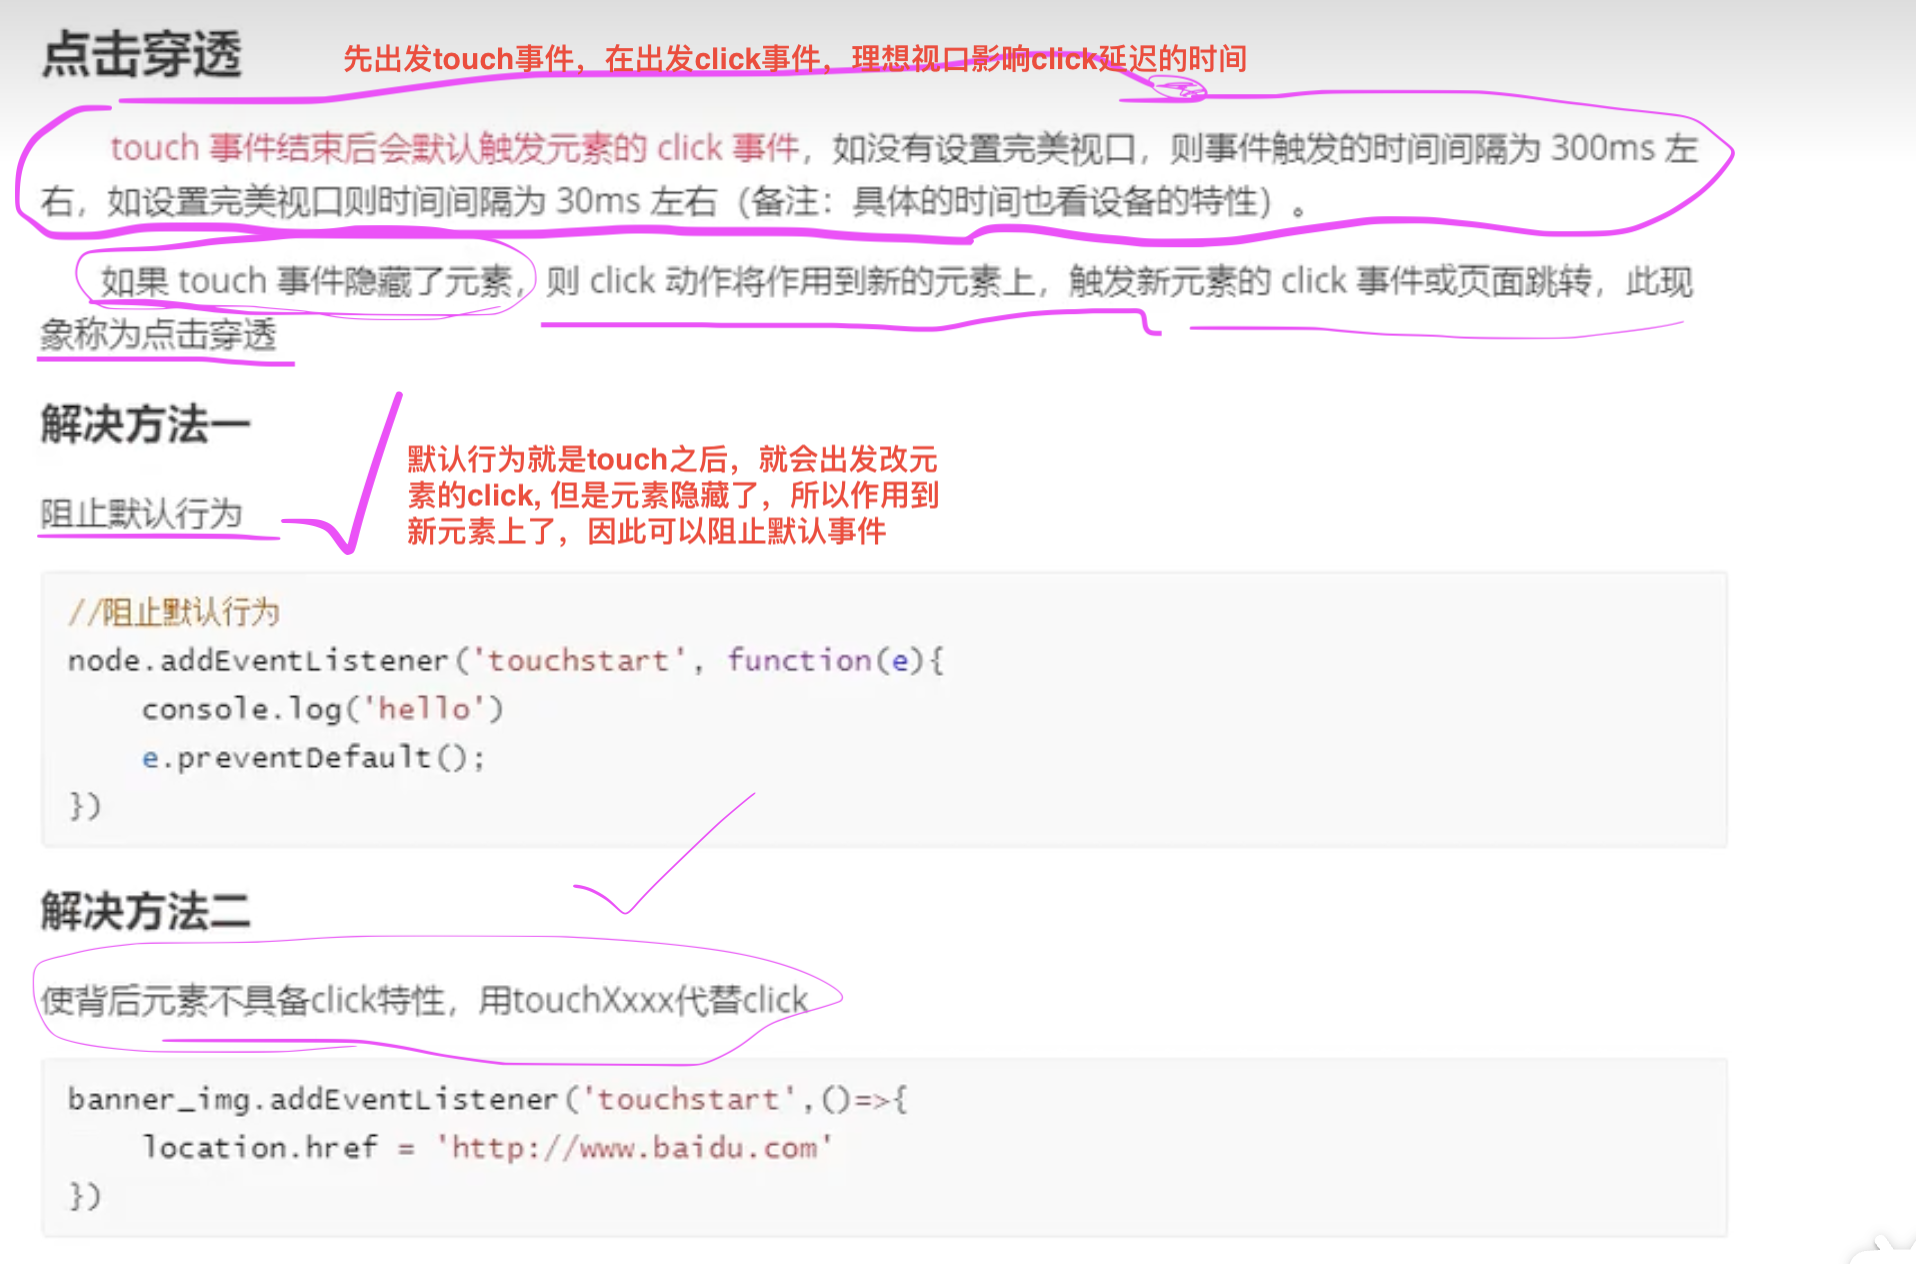 点击穿透
先出发touch事件，在出发click事件，理想视口影响click延迟的时间
touch 事件结束后会默认触发元素的 click 事件，如没有设置完美视口，则事件触发的时间间隔为 300ms 左
右，如设置完美视口则时间间隔为 30ms 左右（备注：具体的时间也看设备的特性）。
如果 touch 事件隐藏了元素，则 click 动作将作用到新的元素上，触发新元素的 click 事件或页面跳转，此现
象称为点击穿透
解决方法一
默认行为就是touch之后，就会出发改元
素的click, 但是元素隐藏了，所以作用到
新元素上了，因此可以阻止默认事件
阻止默认行为
//阻止默认行为
node.addEventListener('touchstart', function(e){
    console.log('hello')
    e.preventDefault();
})
解决方法二
使背后元素不具备click特性，用touchXxxx代替click
banner_img.addEventListener('touchstart',()=>{
    location.href = 'http://www.baidu.com'
})